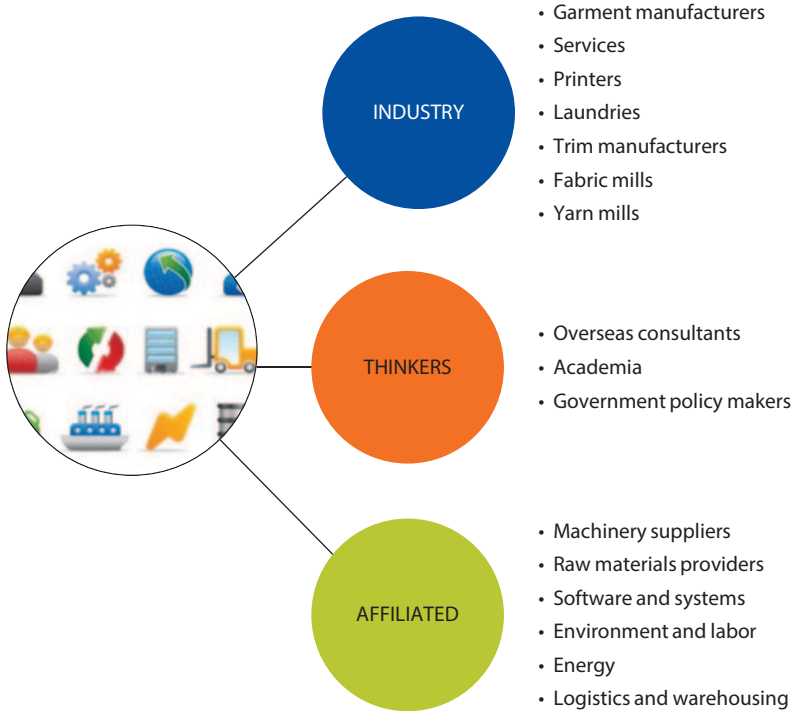 INDUSTRY
• Garment manufacturers
• Services
• Printers
• Laundries
• Trim manufacturers
• Fabric mills
• Yarn mills
THINKERS
• Overseas consultants
• Academia
• Government policy makers
AFFILIATED
• Machinery suppliers
• Raw materials providers
• Software and systems
• Environment and labor
• Energy
• Logistics and warehousing